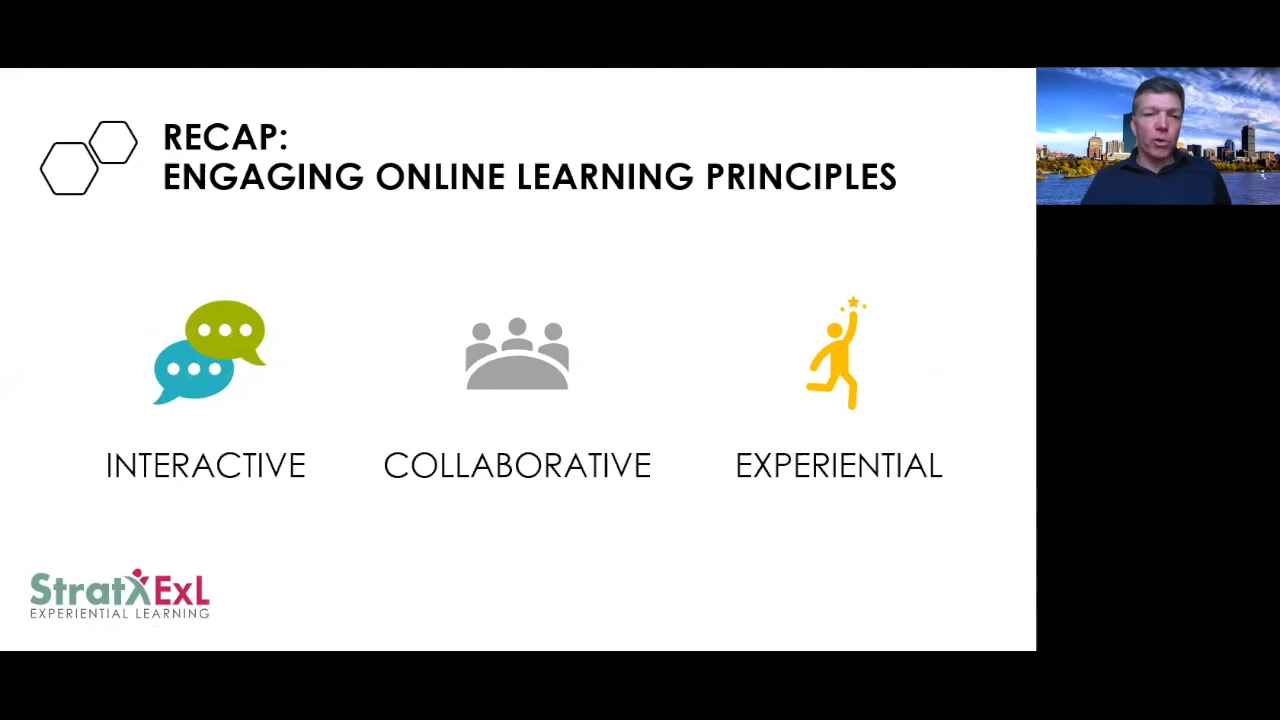 RECAP:
ENGAGING ONLINE LEARNING PRINCIPLES
INTERACTIVE
COLLABORATIVE
EXPERIENTIAL
StratXExL
EXPERIENTIAL LEARNING